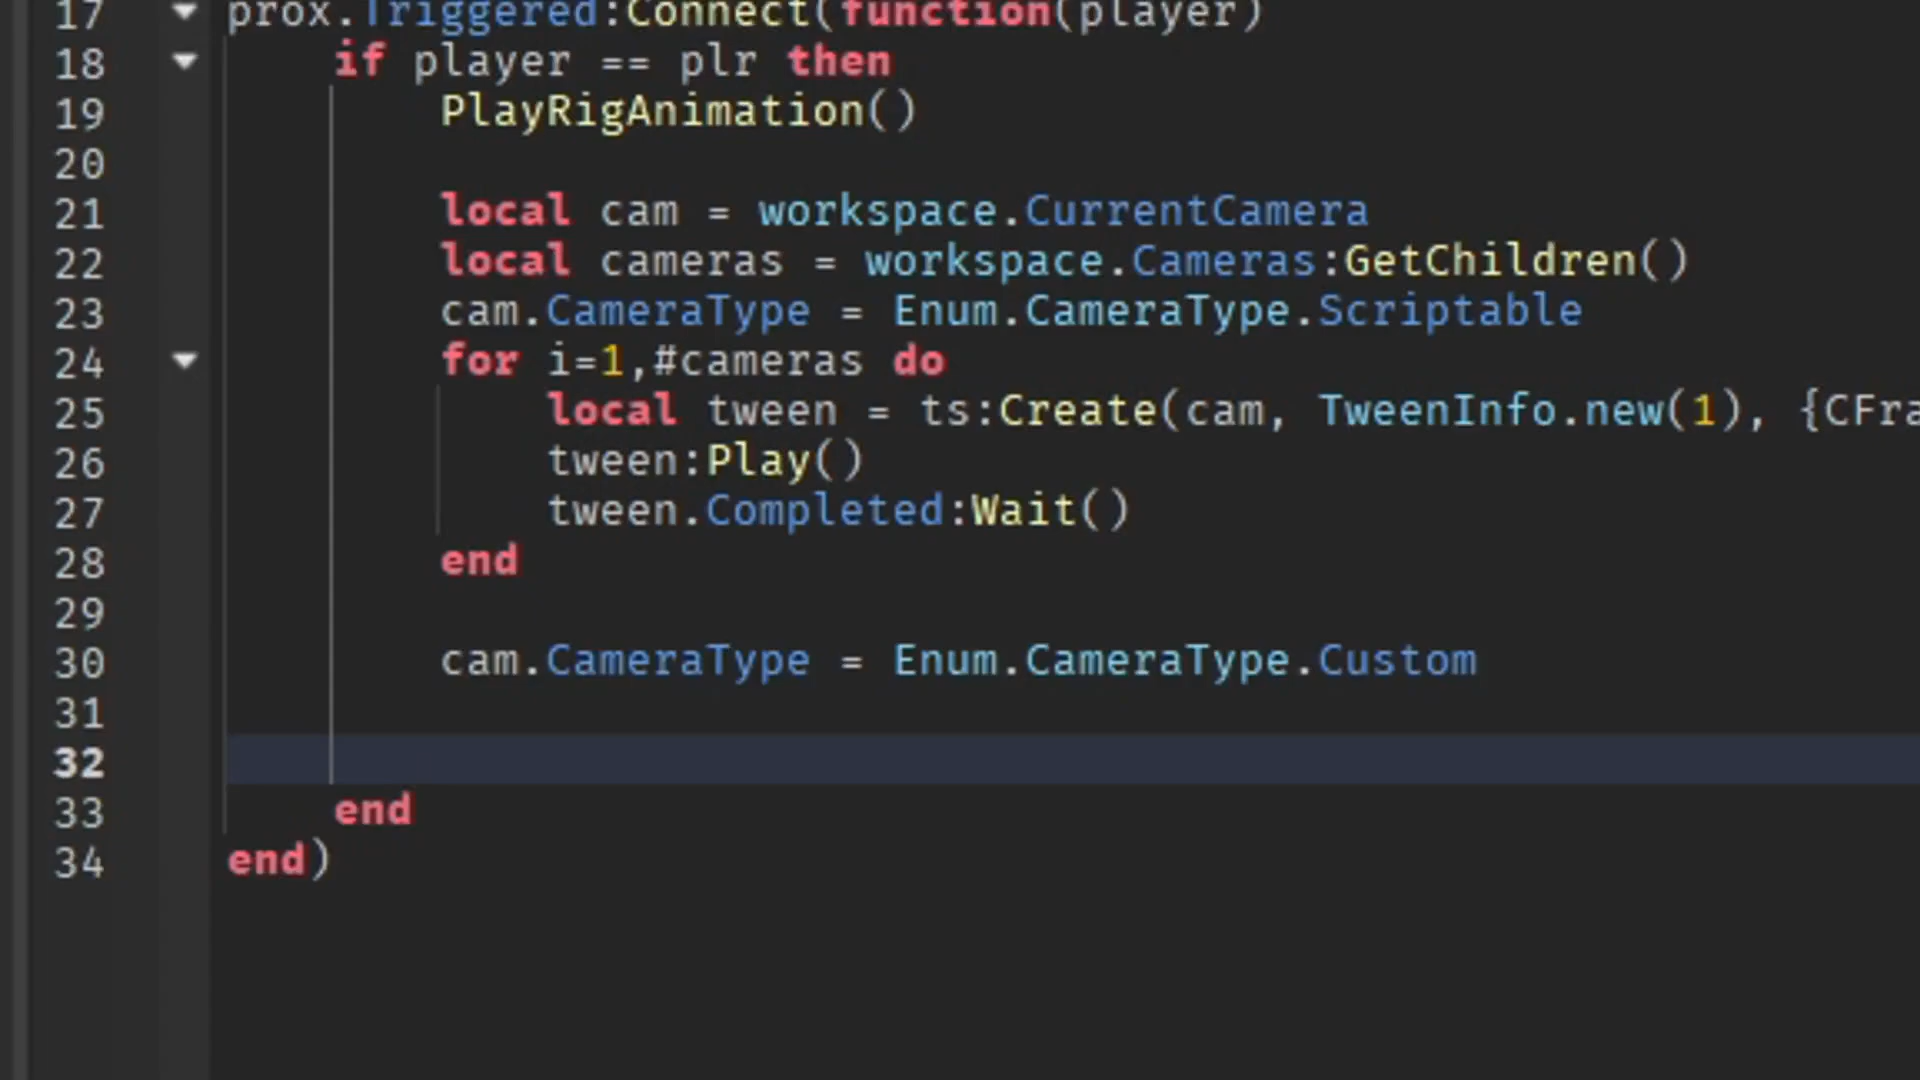 17 prox.Triggered:Connect(function(player)
18 if player == plr then
19 PlayRigAnimation()
20
21 local cam = workspace.CurrentCamera
22 local cameras = workspace.Cameras:GetChildren()
23 cam.CameraType = Enum.CameraType.Scriptable
24 for i=1,#cameras do
25 local tween = ts:Create(cam, TweenInfo.new(1), {CFra
26 tween:Play()
27 tween.Completed:Wait()
28 end
29
30 cam.CameraType = Enum.CameraType.Custom
31
32
33 end
34 end)